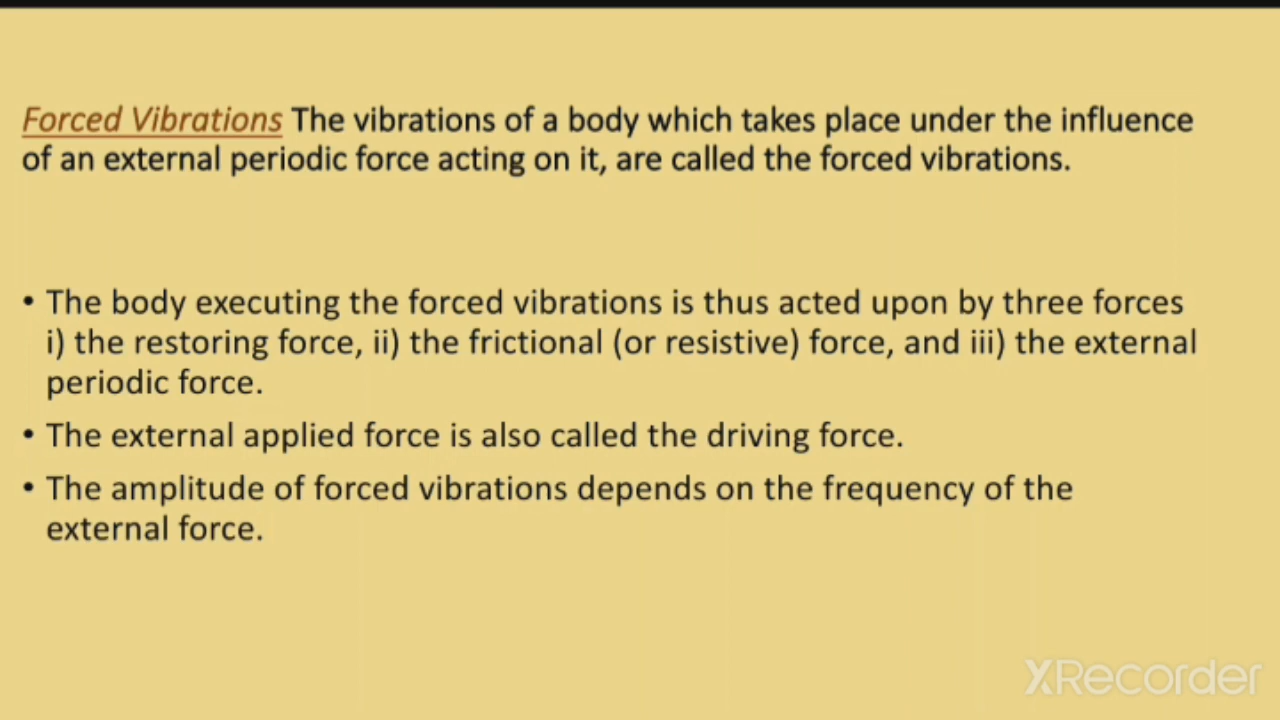 Forced Vibrations The vibrations of a body which takes place under the influence
of an external periodic force acting on it, are called the forced vibrations.
• The body executing the forced vibrations is thus acted upon by three forces
i) the restoring force, ii) the frictional (or resistive) force, and iii) the external
periodic force.
• The external applied force is also called the driving force.
• The amplitude of forced vibrations depends on the frequency of the
external force.
XRecorder